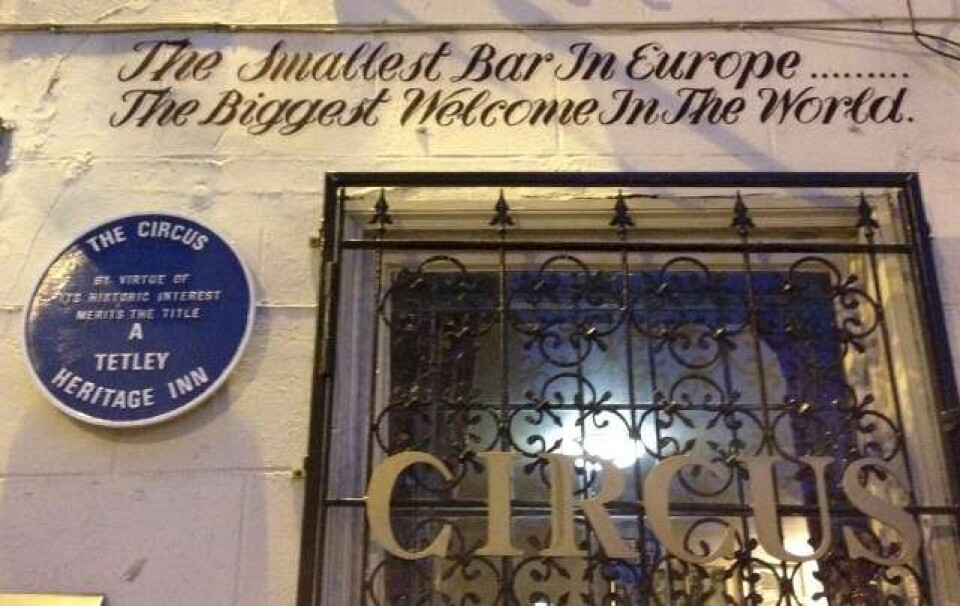 The Smallest Bar In Europe .........
The Biggest Welcome In The World.
THE CIRCUS
BY VIRTUE OF
ITS HISTORIC INTEREST
MERITS THE TITLE
A
TETLEY
HERITAGE INN
CIRCUS